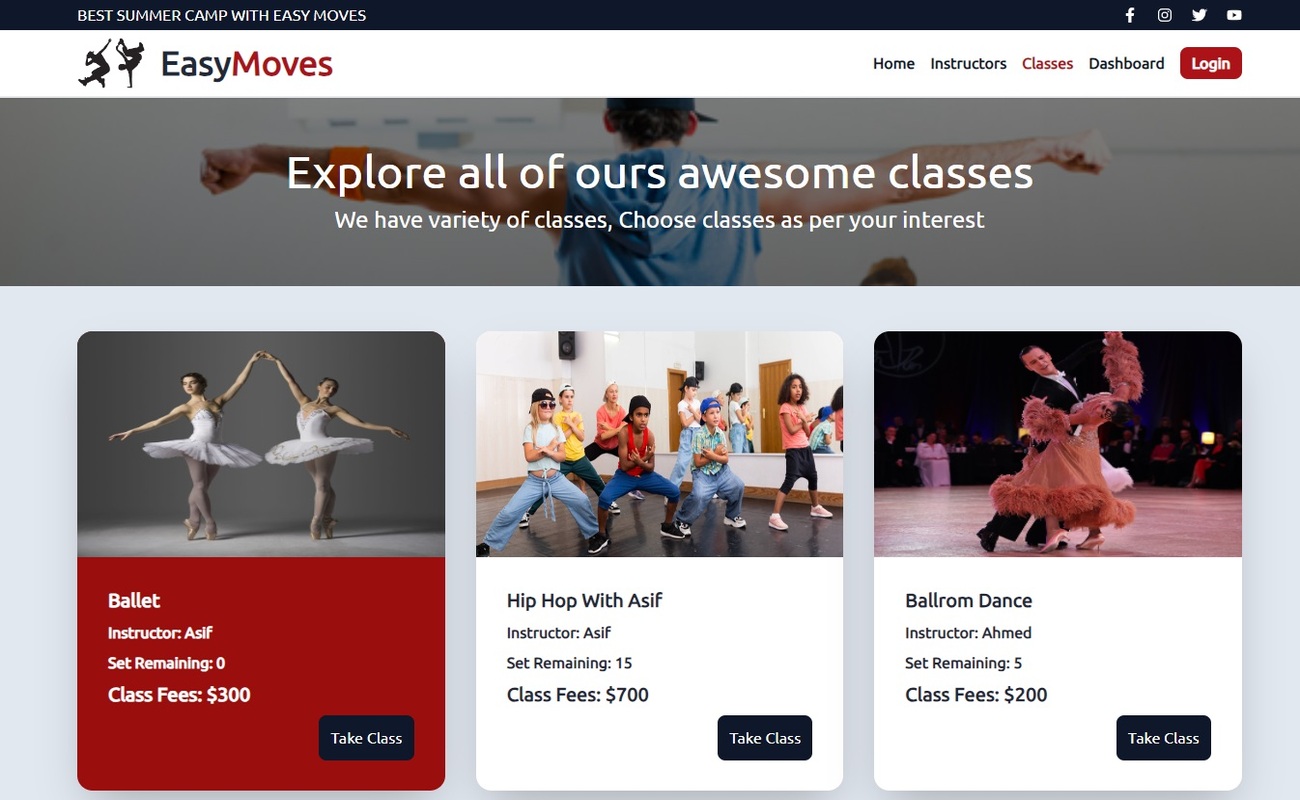 BEST SUMMER CAMP WITH EASY MOVES
EasyMoves
Home Instructors Classes Dashboard Login
Explore all of ours awesome classes
We have variety of classes, Choose classes as per your interest
Ballet
Instructor: Asif
Set Remaining: 0
Class Fees: $300
Take Class
Hip Hop With Asif
Instructor: Asif
Set Remaining: 15
Class Fees: $700
Take Class
Ballrom Dance
Instructor: Ahmed
Set Remaining: 5
Class Fees: $200
Take Class